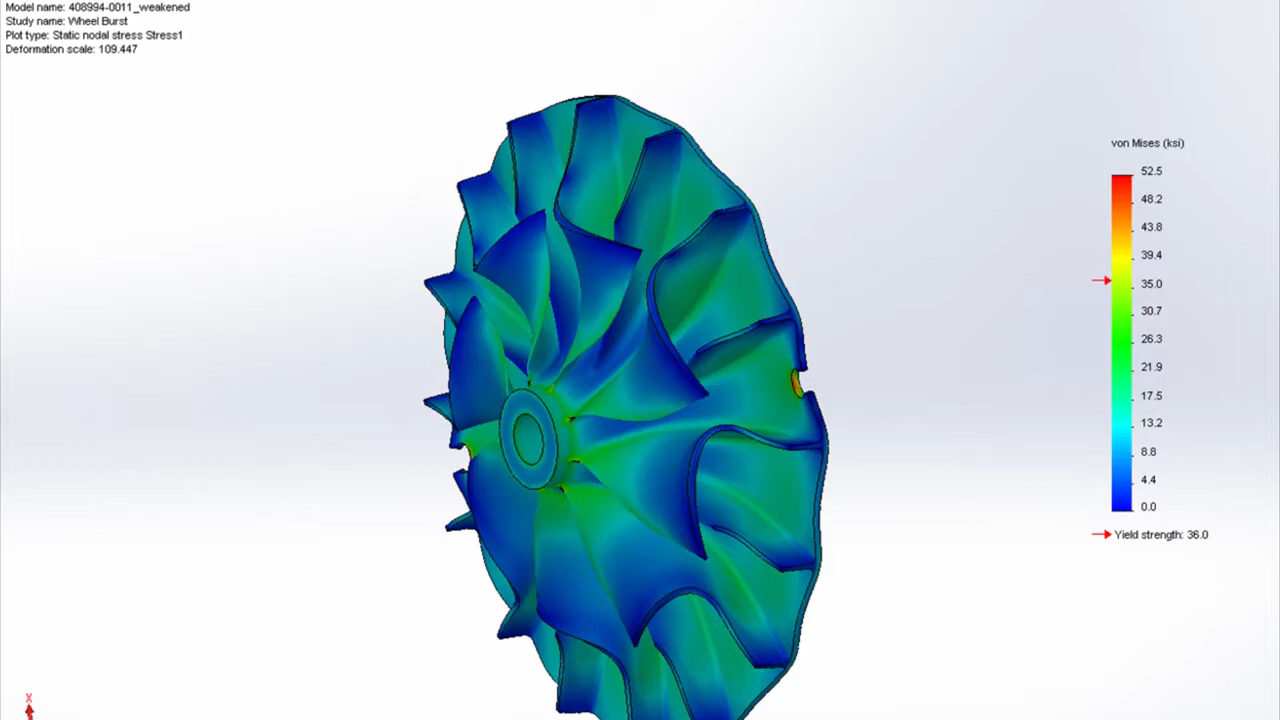 Model name: 408994-0011_weakened
Study name: Wheel Burst
Plot type: Static nodal stress Stress1
Deformation scale: 109.447
von Mises (ksi)
52.5
48.2
43.8
39.4
35.0
30.7
26.3
21.9
17.5
13.2
8.8
4.4
0.0
Yield strength: 36.0
X